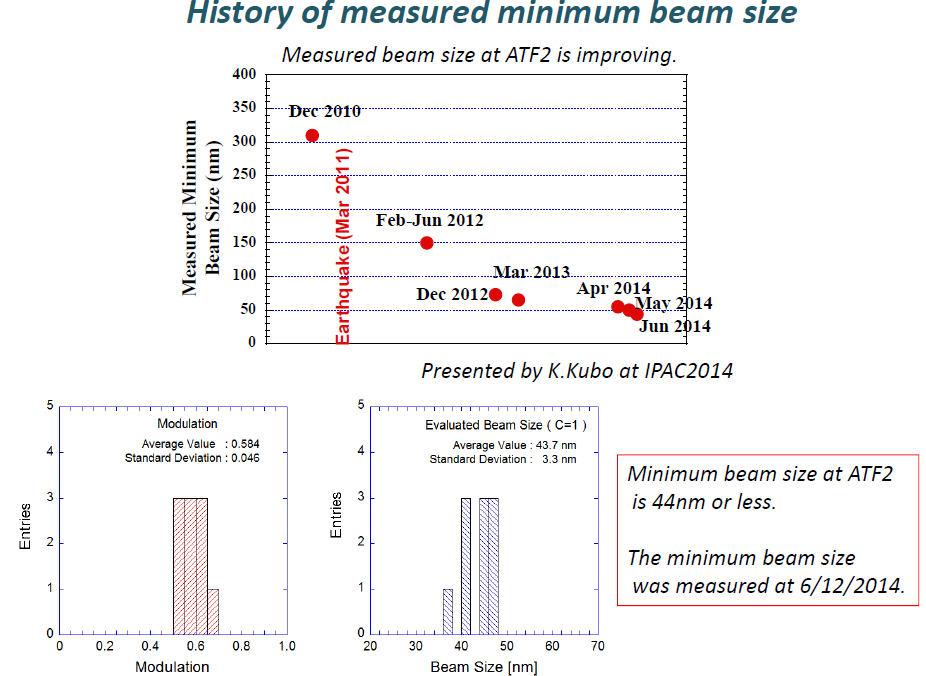 History of measured minimum beam size
Measured beam size at ATF2 is improving.
Measured Minimum
Beam Size (nm)
400
350
300
250
200
150
100
50
0
Dec 2010
Earthquake (Mar 2011)
Feb-Jun 2012
Dec 2012
Mar 2013
Apr 2014
May 2014
Jun 2014
Presented by K.Kubo at IPAC2014
Modulation
Average Value : 0.584
Standard Deviation : 0.046
Entries
5
4
3
2
1
0
0 0.2 0.4 0.6 0.8 1.0
Modulation
Evaluated Beam Size ( C=1 )
Average Value : 43.7 nm
Standard Deviation : 3.3 nm
Entries
5
4
3
2
1
0
20 30 40 50 60 70
Beam Size [nm]
Minimum beam size at ATF2
is 44nm or less.
The minimum beam size
was measured at 6/12/2014.